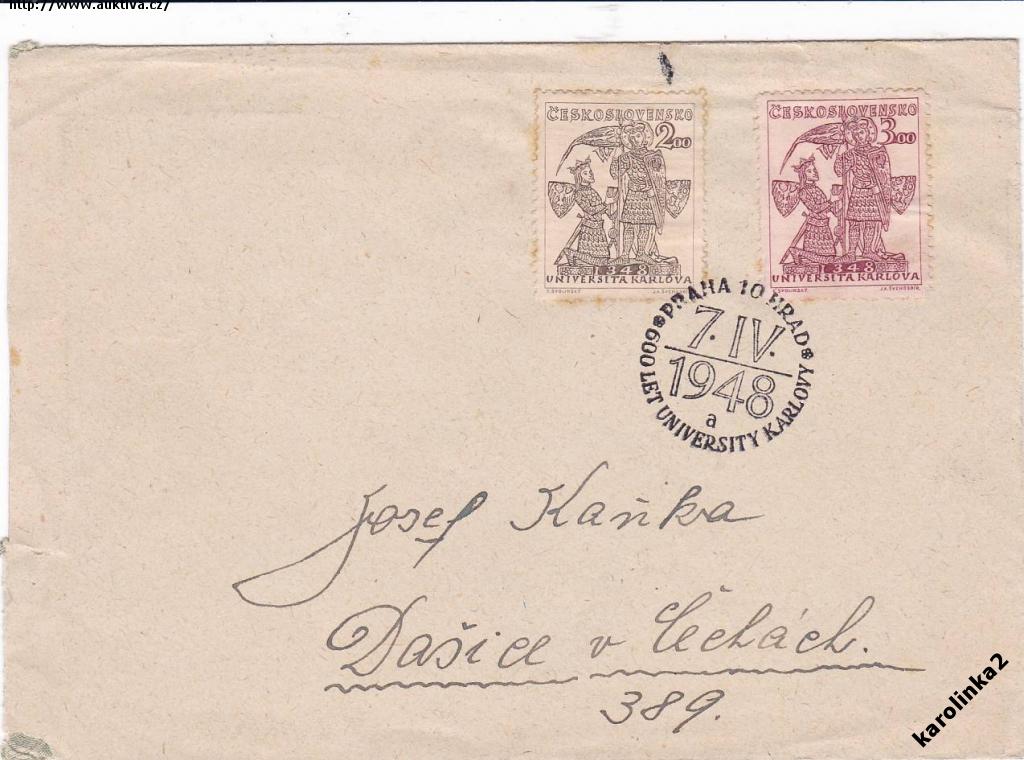 http://www.auktiva.cz/
ČESKOSLOVENSKO
2.00
1348
UNIVERSITA KARLOVA
ČESKOSLOVENSKO
3.00
1348
UNIVERSITA KARLOVA
PRAHA 10 HRAD
7. IV.
1948
a
600 LET UNIVERSITY KARLOVY
Josef Kaňka
Dašice v Čechách.
389.
karolinka2